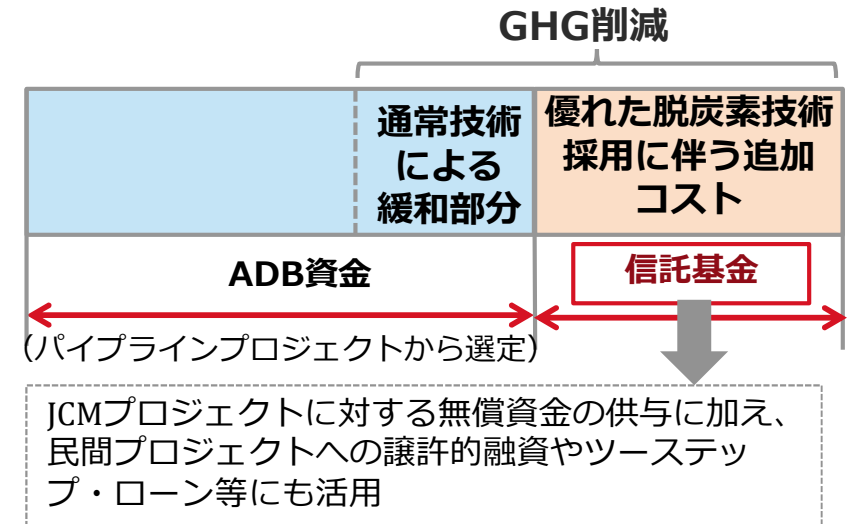 GHG削減
通常技術
による
緩和部分
優れた脱炭素技術
採用に伴う追加
コスト
ADB資金
信託基金
（パイプラインプロジェクトから選定）
JCMプロジェクトに対する無償資金の供与に加え、
民間プロジェクトへの譲許的融資やツーステッ
プ・ローン等にも活用